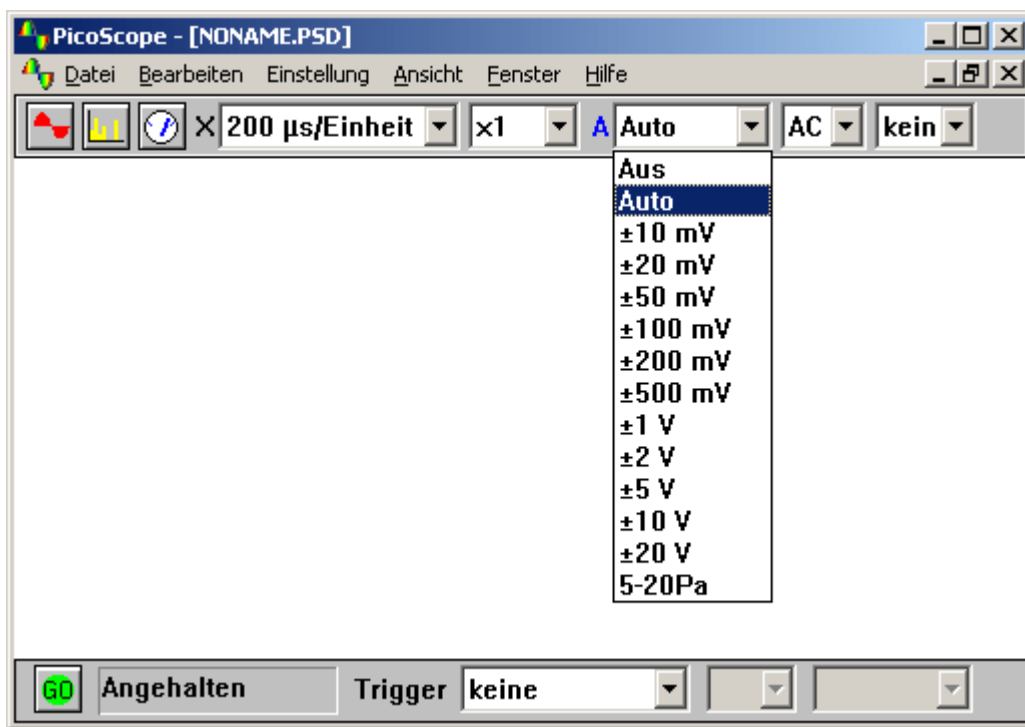 PicoScope - [NONAME.PSD]
Datei Bearbeiten Einstellung Ansicht Fenster Hilfe
X 200 µs/Einheit ×1 A Auto AC kein
Aus
Auto
±10 mV
±20 mV
±50 mV
±100 mV
±200 mV
±500 mV
±1 V
±2 V
±5 V
±10 V
±20 V
5-20Pa
GO Angehalten Trigger keine